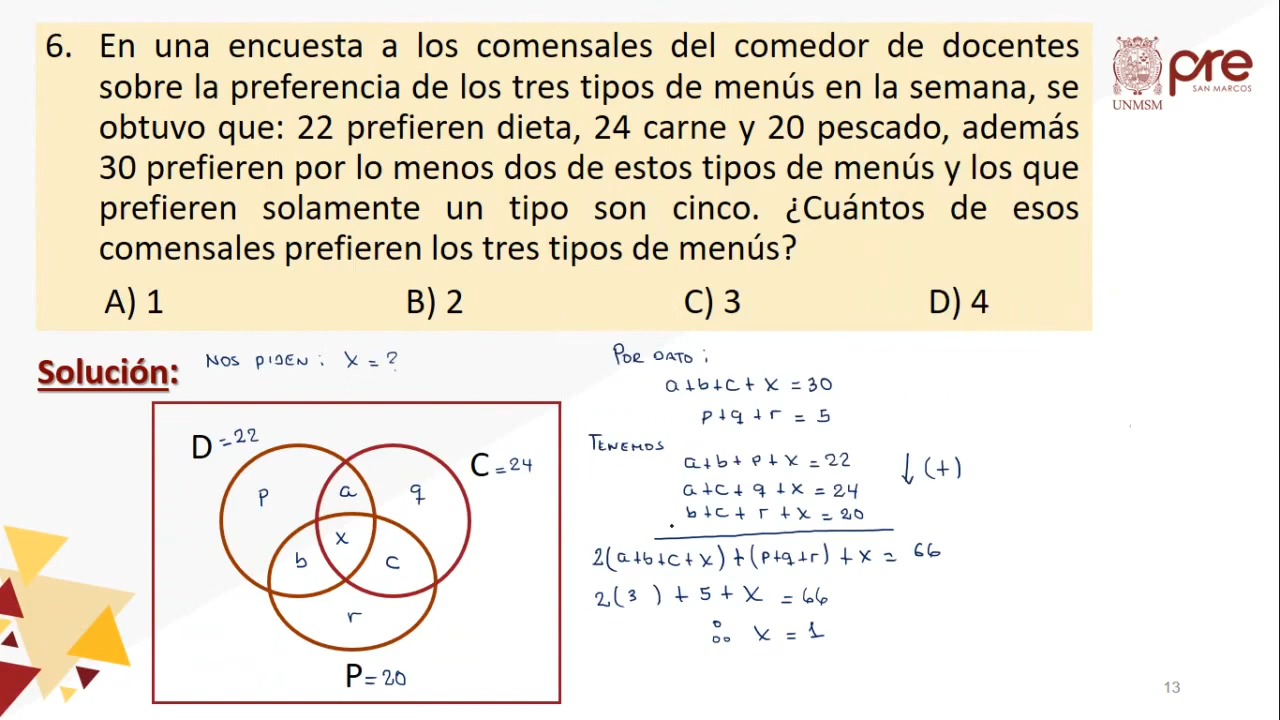 6. En una encuesta a los comensales del comedor de docentes
sobre la preferencia de los tres tipos de menús en la semana, se
obtuvo que: 22 prefieren dieta, 24 carne y 20 pescado, además
30 prefieren por lo menos dos de estos tipos de menús y los que
prefieren solamente un tipo son cinco. ¿Cuántos de esos
comensales prefieren los tres tipos de menús?
A) 1 B) 2 C) 3 D) 4
UNMSM
pre
SAN MARCOS
Solución:
NOS PIDEN : X = ?
D = 22
C = 24
p a q
x
b c
r
P = 20
POR DATO :
a+b+c+x = 30
p+q+r = 5
TENEMOS
a+b+p+x = 22
a+c+q+x = 24
b+c+r+x = 20
↓ (+)
2(a+b+c+x)+(p+q+r)+x = 66
2(3 )+5+x = 66
∴ x = 1
13